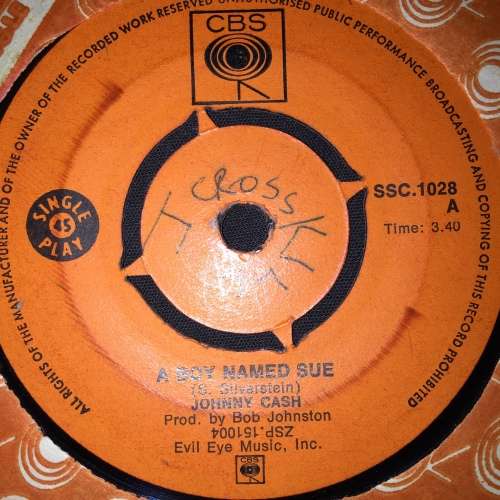 ALL RIGHTS OF THE MANUFACTURER AND OF THE OWNER OF THE RECORDED WORK RESERVED UNAUTHORISED PUBLIC PERFORMANCE BROADCASTING AND COPYING OF THIS RECORD PROHIBITED
CBS
CROSS
SSC.1028
A
Time: 3.40
SINGLE
45
PLAY
A BOY NAMED SUE
(S. Silverstein)
JOHNNY CASH
Prod. by Bob Johnston
ZSP.151004
Evil Eye Music, Inc.
CBS